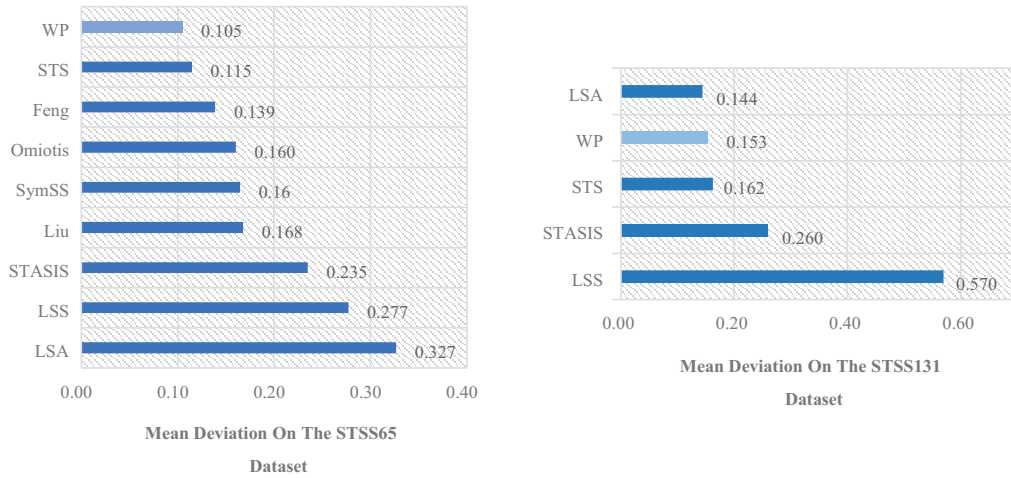 WP 0.105
STS 0.115
Feng 0.139
Omiotis 0.160
SymSS 0.16
Liu 0.168
STASIS 0.235
LSS 0.277
LSA 0.327
0.00 0.10 0.20 0.30 0.40
Mean Deviation On The STSS65
Dataset
LSA 0.144
WP 0.153
STS 0.162
STASIS 0.260
LSS 0.570
0.00 0.20 0.40 0.60
Mean Deviation On The STSS131
Dataset